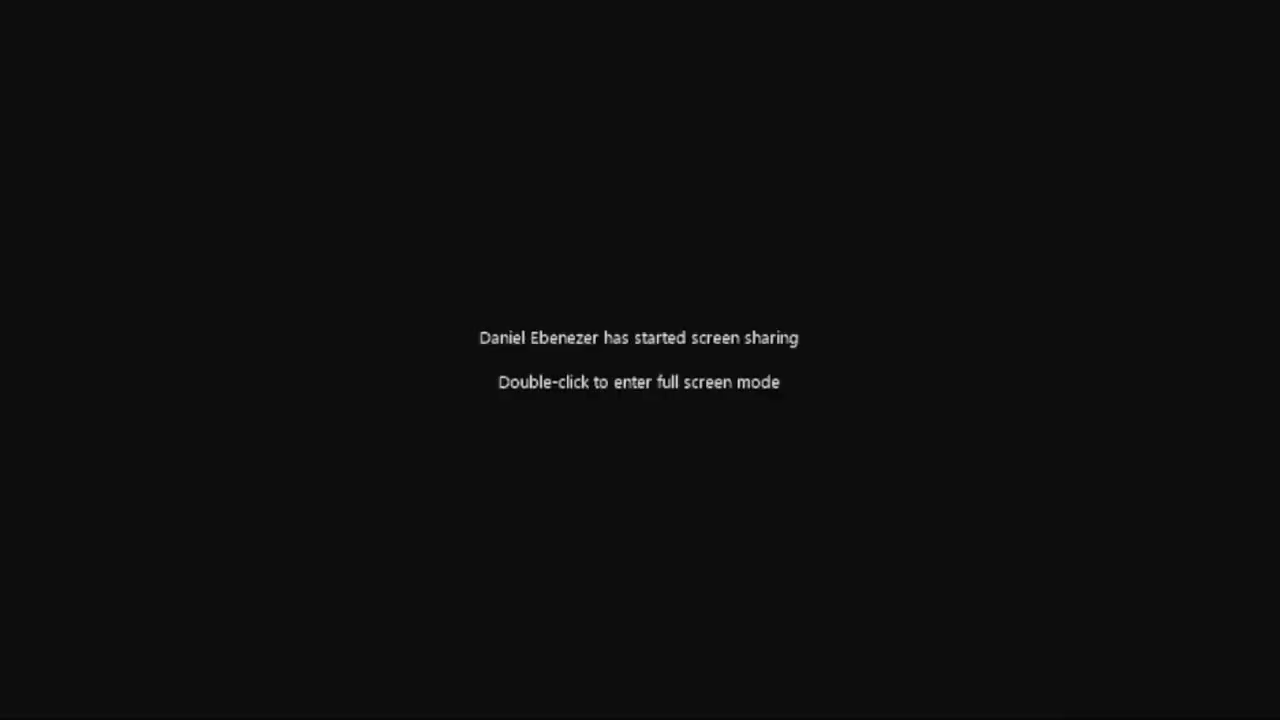 Daniel Ebenezer has started screen sharing
Double-click to enter full screen mode